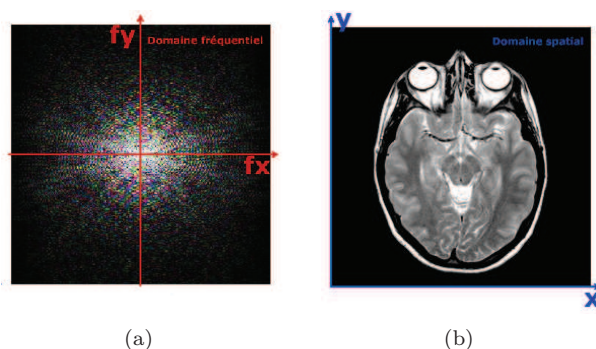 fy
Domaine fréquentiel
fx
y
Domaine spatial
x
(a)
(b)